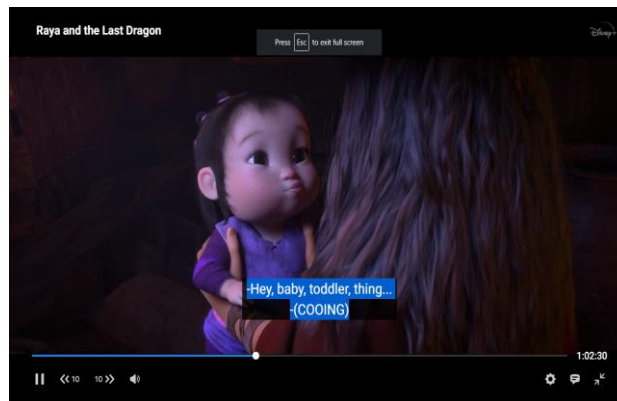 Raya and the Last Dragon
Press Esc to exit full screen
Disney+
-Hey, baby, toddler, thing...
-(COOING)
1:02:30
10 10